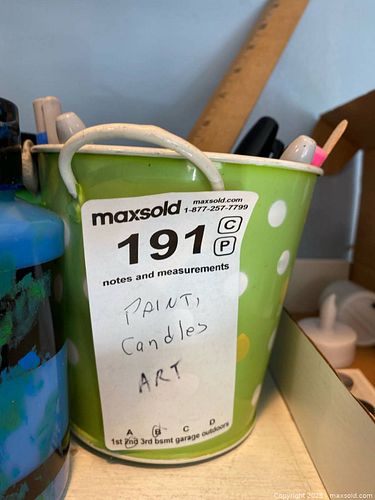 maxsold maxsold.com
1-877-257-7799
191 C
P
notes and measurements
PAINT,
Candles
ART
A B C D
1st 2nd 3rd bsmt garage outdoors
Copyright 2025 - maxsold.com